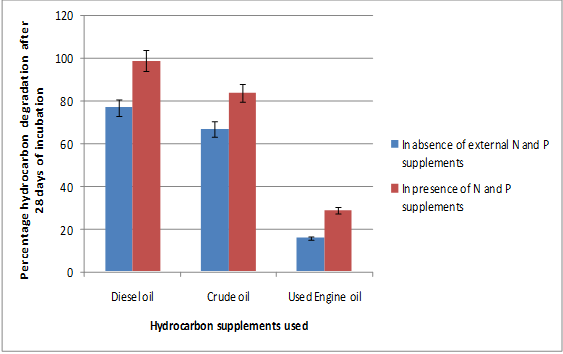 Percentage hydrocarbon degradation after
28 days of incubation
120
100
80
60
40
20
0
Diesel oil
Crude oil
Used Engine oil
Hydrocarbon supplements used
In absence of external N and P
supplements
In presence of N and P
supplements